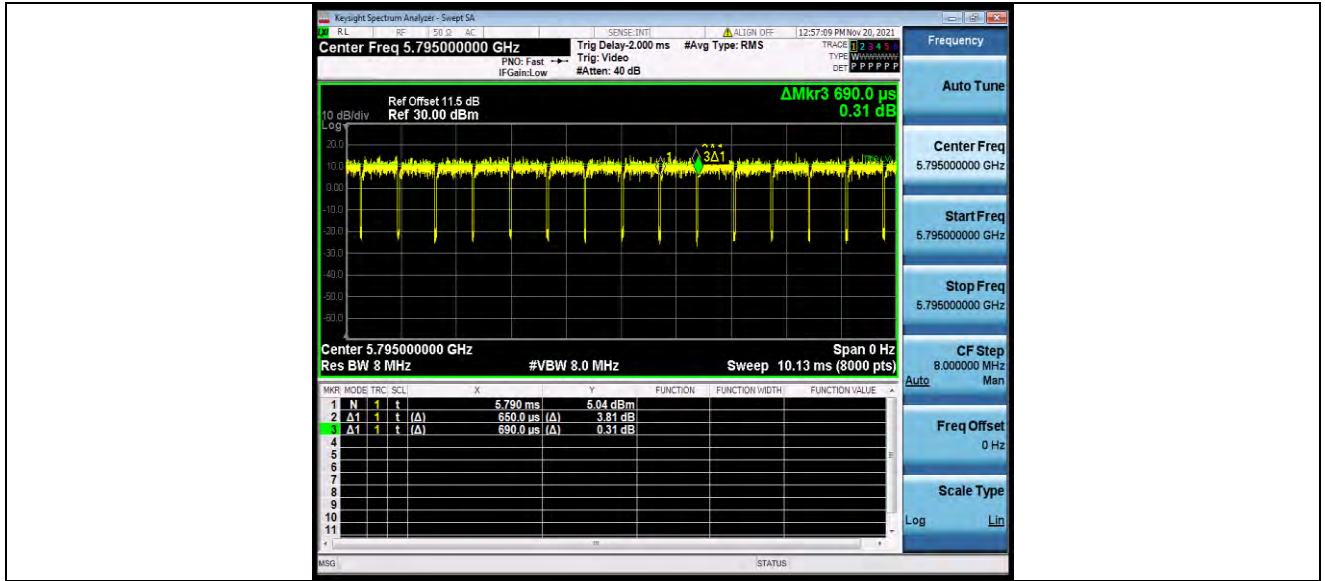 Keysight Spectrum Analyzer - Swept SA
RL RF 50 Ω AC SENSE:INT ALIGN OFF 12:57:09 PM Nov 20, 2021
Center Freq 5.795000000 GHz
Trig Delay-2.000 ms #Avg Type: RMS
TRACE 1 2 3 4 5 6
PNO: Fast Trig: Video
TYPE WWWWWW
IFGain:Low #Atten: 40 dB
DET P P P P P P
Frequency
ΔMkr3 690.0 µs
0.31 dB
Ref Offset 11.5 dB
10 dB/div Ref 30.00 dBm
Log
20.0
10.0
0.00
-10.0
-20.0
-30.0
-40.0
-50.0
-60.0
1
3Δ1
Center 5.795000000 GHz Span 0 Hz
Res BW 8 MHz #VBW 8.0 MHz Sweep 10.13 ms (8000 pts)
MKR MODE TRC SCL X Y FUNCTION FUNCTION WIDTH FUNCTION VALUE
1 N 1 t 5.790 ms 5.04 dBm
2 Δ1 1 t (Δ) 650.0 µs (Δ) 3.81 dB
3 Δ1 1 t (Δ) 690.0 µs (Δ) 0.31 dB
4
5
6
7
8
9
10
11
MSG STATUS
Auto Tune
Center Freq
5.795000000 GHz
Start Freq
5.795000000 GHz
Stop Freq
5.795000000 GHz
CF Step
8.000000 MHz
Auto Man
Freq Offset
0 Hz
Scale Type
Log Lin